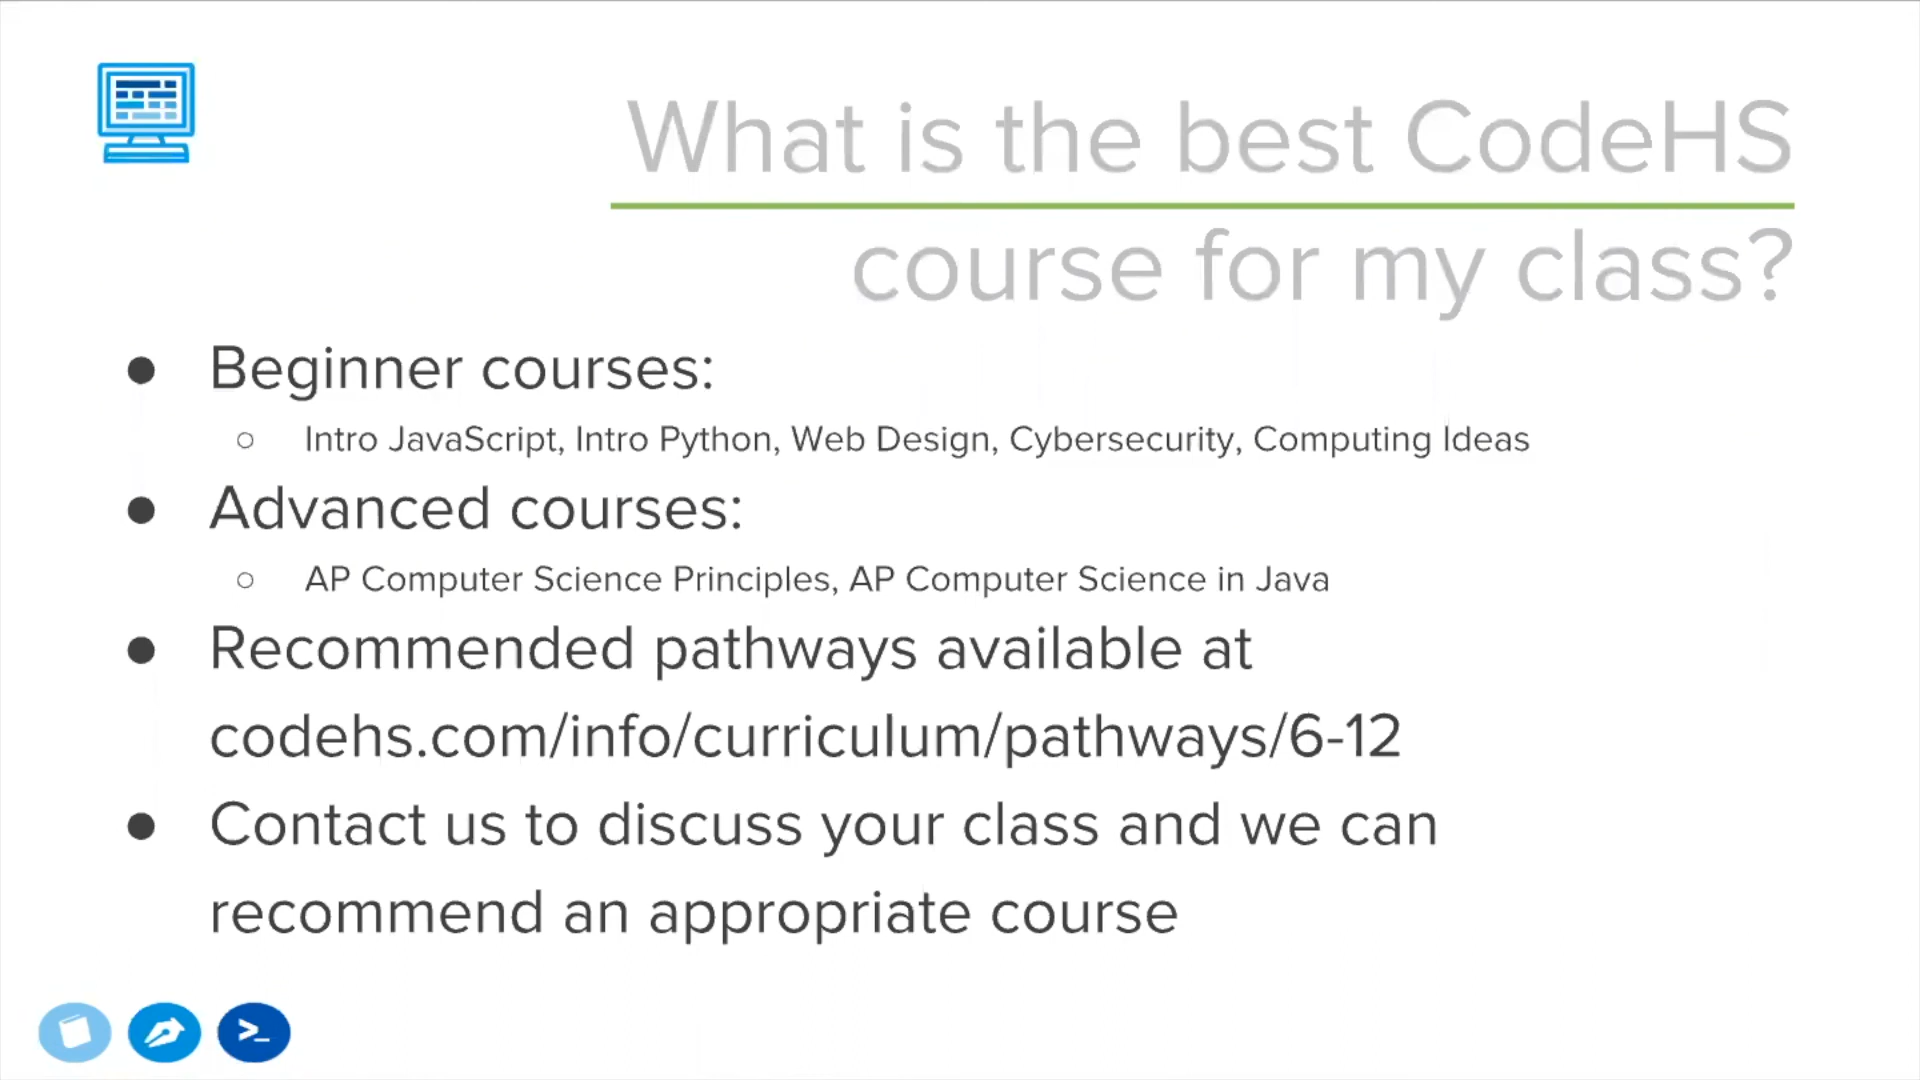 What is the best CodeHS
course for my class?
● Beginner courses:
○ Intro JavaScript, Intro Python, Web Design, Cybersecurity, Computing Ideas
● Advanced courses:
○ AP Computer Science Principles, AP Computer Science in Java
● Recommended pathways available at
codehs.com/info/curriculum/pathways/6-12
● Contact us to discuss your class and we can
recommend an appropriate course
>_